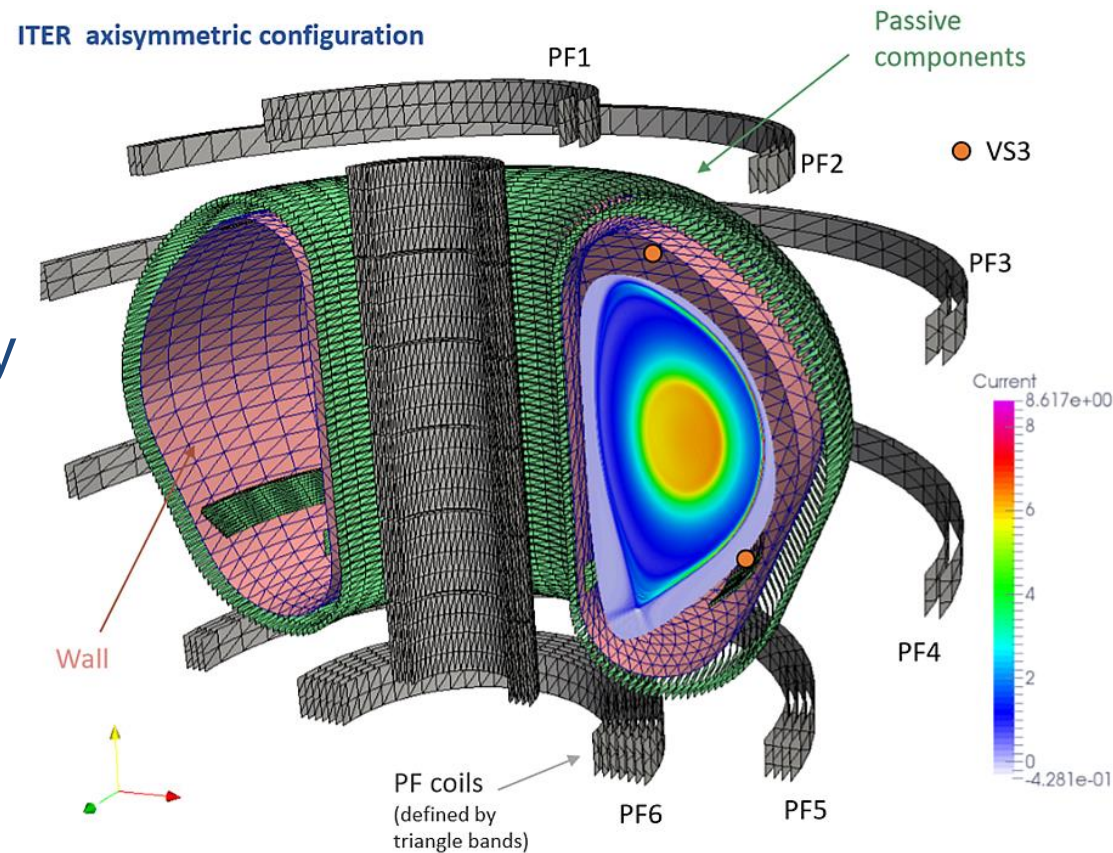 ITER axisymmetric configuration
Passive
components
PF1
VS3
PF2
PF3
y
Current
8.617e+00
8
6
4
2
0
-4.281e-01
Wall
PF4
PF coils
(defined by
triangle bands)
PF6
PF5